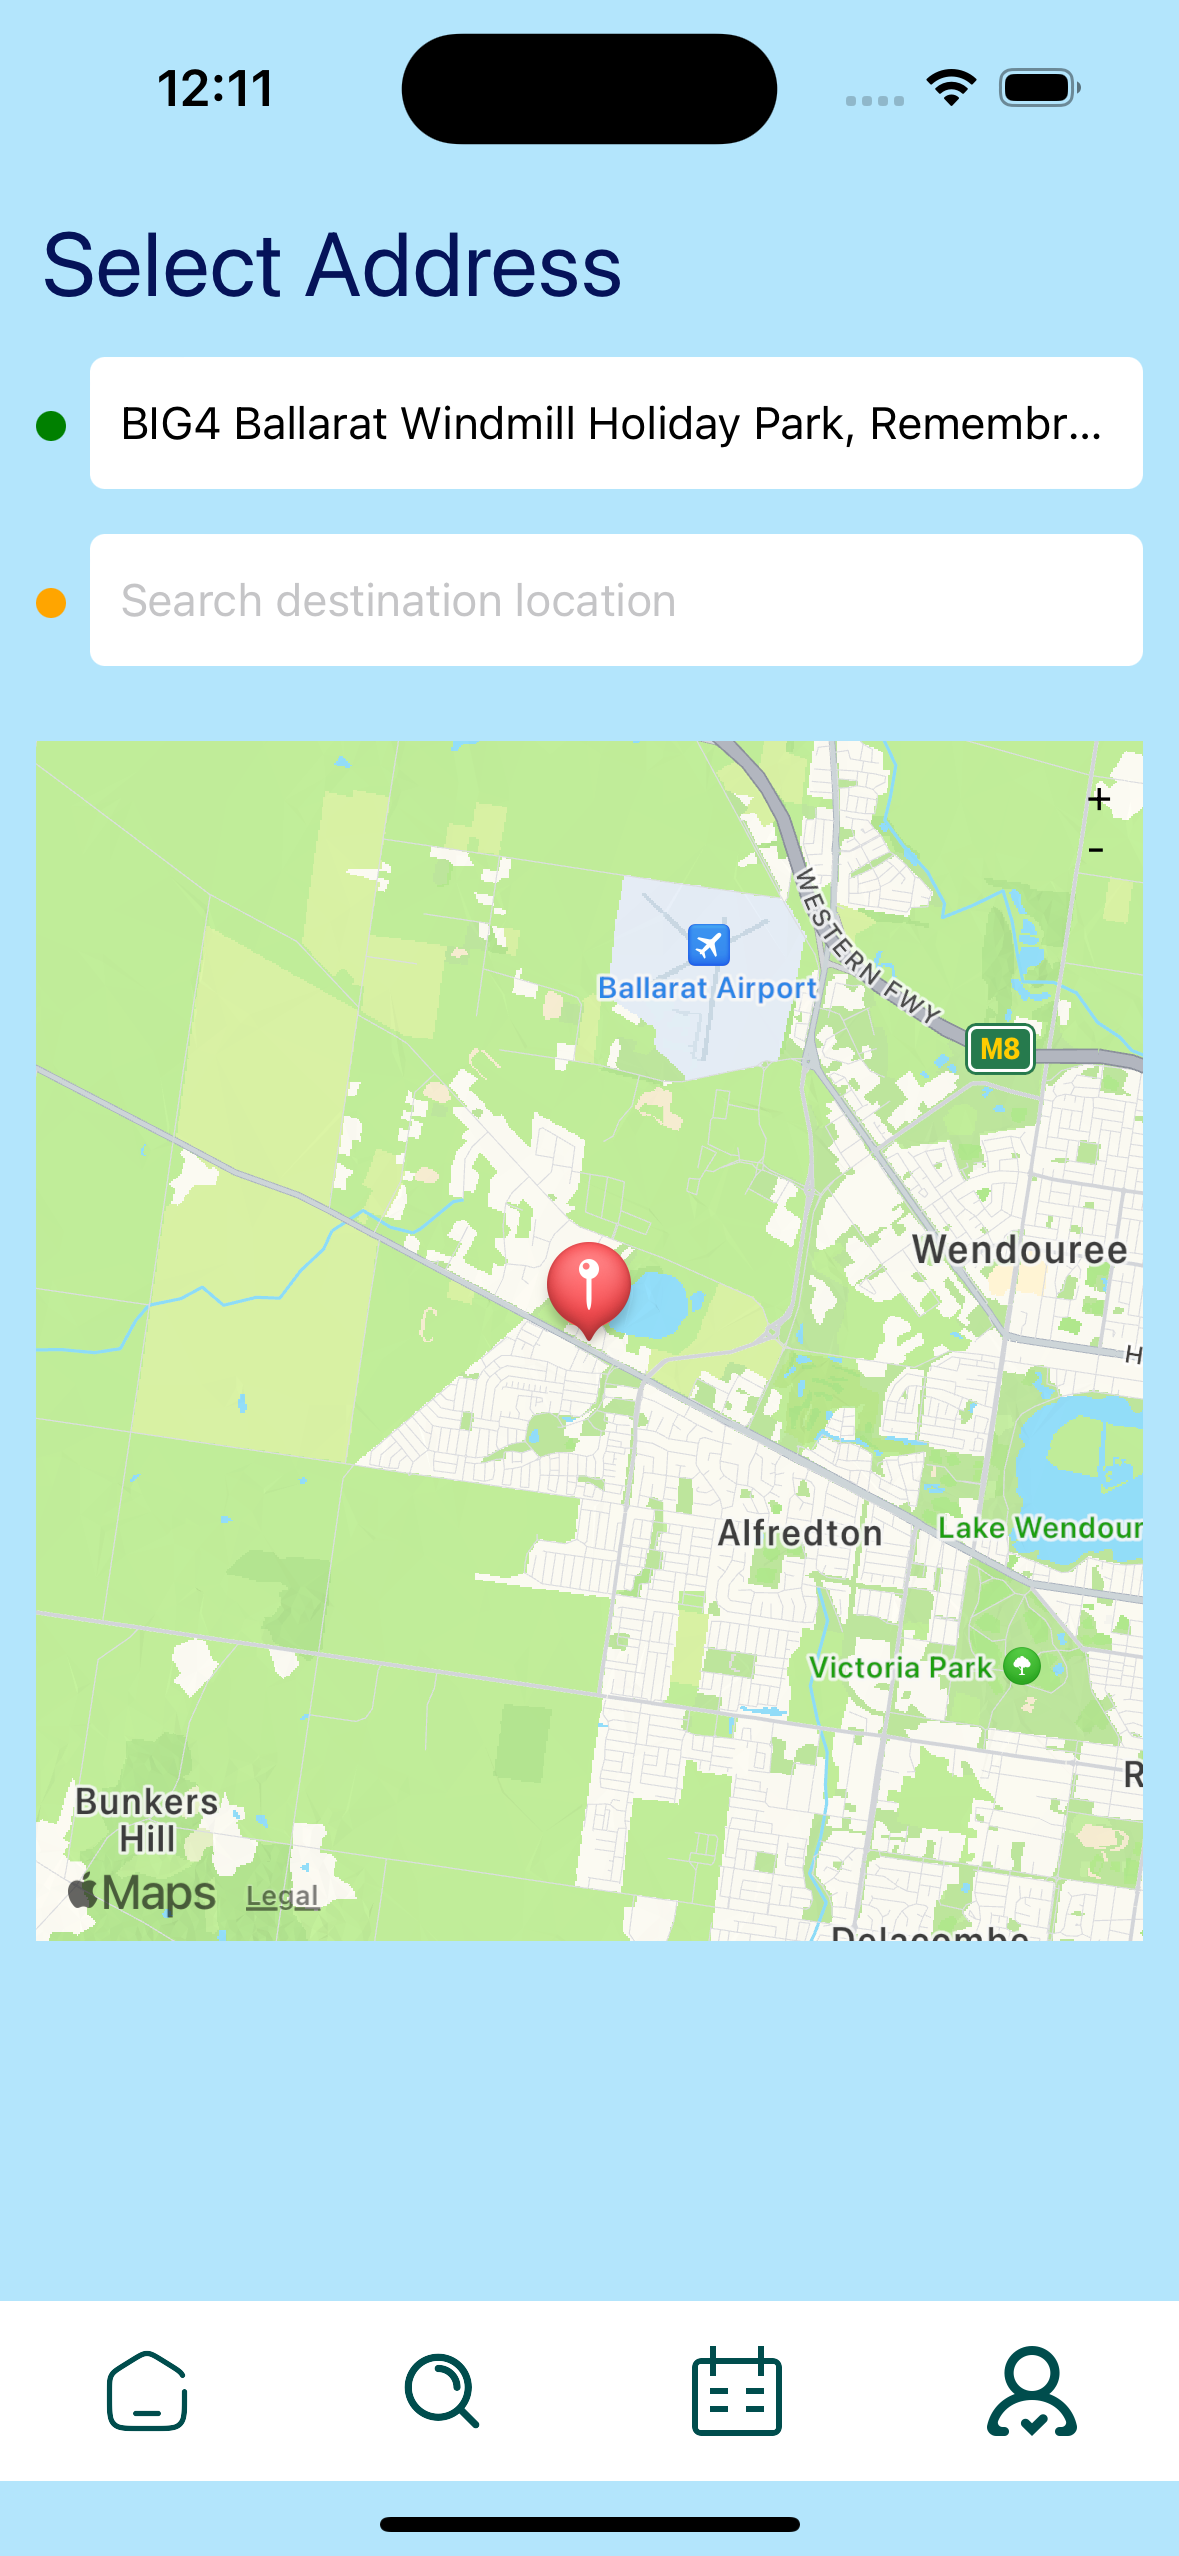 12:11
Select Address
BIG4 Ballarat Windmill Holiday Park, Remembr...
Search destination location
+
-
WESTERN FWY
Ballarat Airport
M8
Wendouree
H
Alfredton
Lake Wendour
Victoria Park
R
Bunkers
Hill
Maps Legal
Delacombe